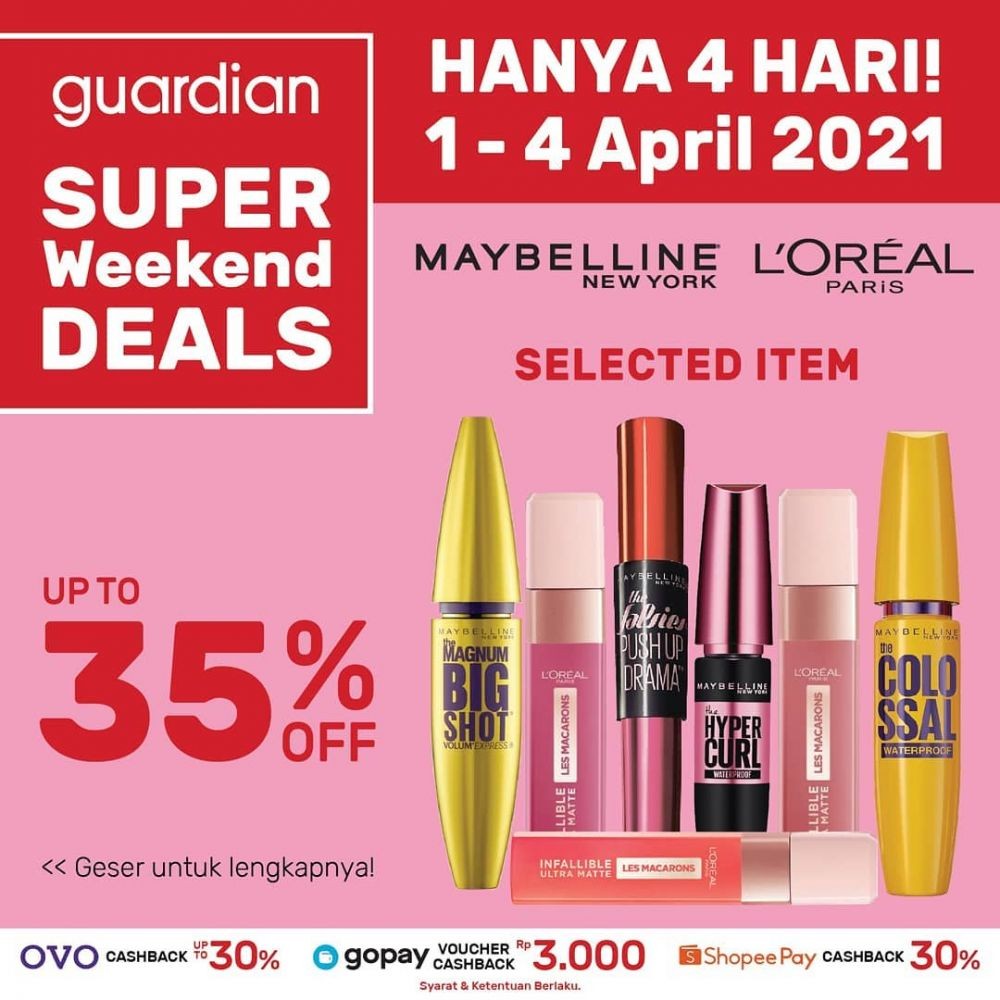 guardian
SUPER
Weekend
DEALS
HANYA 4 HARI!
1 - 4 April 2021
MAYBELLINE
NEW YORK
L'ORÉAL
PARIS
SELECTED ITEM
UP TO
35%
OFF
<< Geser untuk lengkapnya!
MAYBELLINE
NEW YORK
the
MAGNUM
BIG
SHOT
VOLUM'EXPRESS
L'ORÉAL
PARIS
LES MACARONS
MAYBELLINE
NEW YORK
the
falsies
PUSH UP
DRAMA
MAYBELLINE
NEW YORK
the
HYPER
CURL
WATERPROOF
L'ORÉAL
PARIS
LES MACARONS
MAYBELLINE
NEW YORK
the
COLO
SSAL
WATERPROOF
INFALLIBLE
ULTRA MATTE
LES MACARONS
L'ORÉAL
PARIS
OVO CASHBACK UP TO 30%
gopay VOUCHER CASHBACK Rp 3.000
ShopeePay CASHBACK 30%
Syarat & Ketentuan Berlaku.